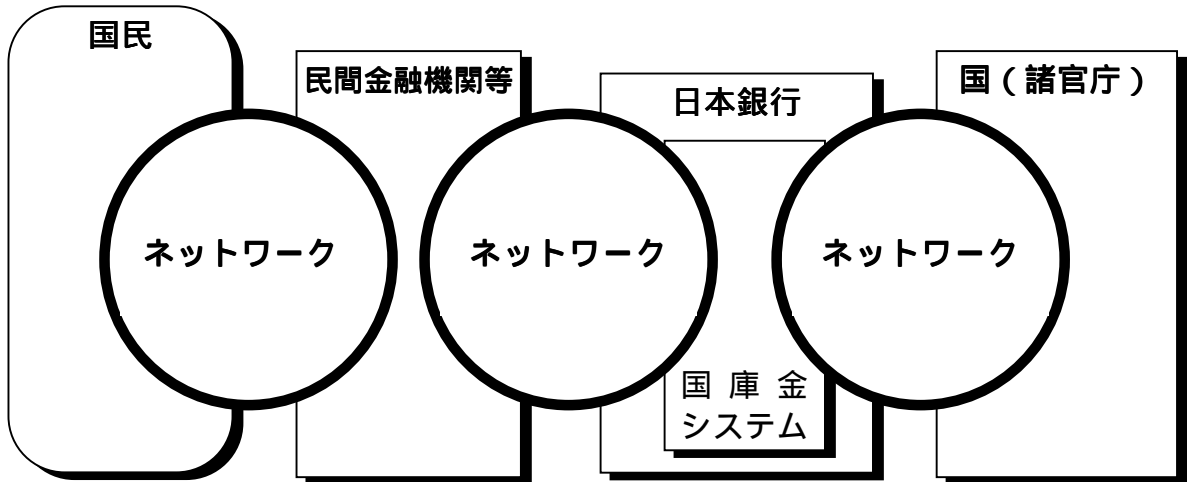 国民
民間金融機関等
日本銀行
国（諸官庁）
ネットワーク
ネットワーク
ネットワーク
国庫金
システム